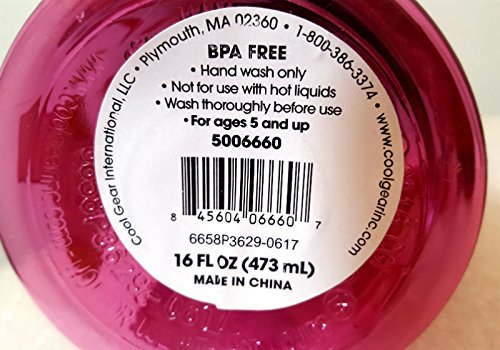 Cool Gear International, LLC • Plymouth, MA 02360 • 1-800-386-3374 • www.coolgearinc.com
BPA FREE
• Hand wash only
• Not for use with hot liquids
• Wash thoroughly before use
• For ages 5 and up
5006660
8 45604 06660 7
6658P3629-0617
16 FL OZ (473 mL)
MADE IN CHINA